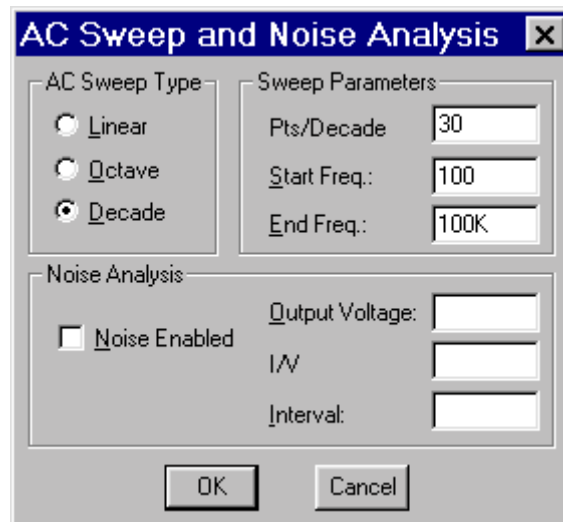 AC Sweep and Noise Analysis
AC Sweep Type
Linear
Octave
Decade
Sweep Parameters
Pts/Decade 30
Start Freq.: 100
End Freq.: 100K
Noise Analysis
Noise Enabled
Output Voltage:
I/V
Interval:
OK Cancel